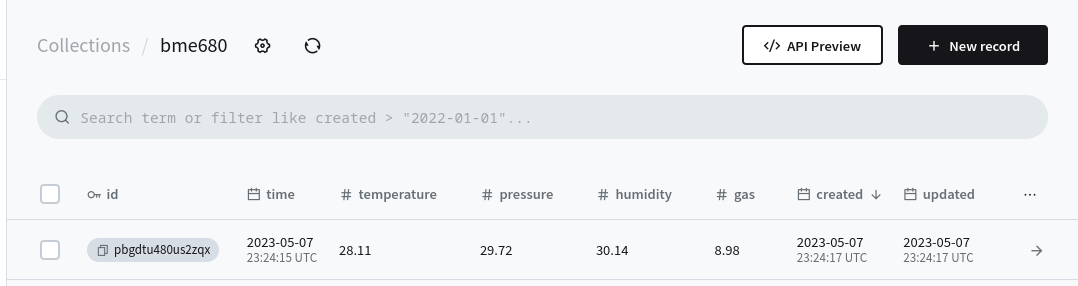 Collections / bme680
API Preview
New record
Search term or filter like created > "2022-01-01"...
id time temperature pressure humidity gas created updated
pbgdtu480us2zqx 2023-05-07 28.11 29.72 30.14 8.98 2023-05-07 2023-05-07
23:24:15 UTC 23:24:17 UTC 23:24:17 UTC